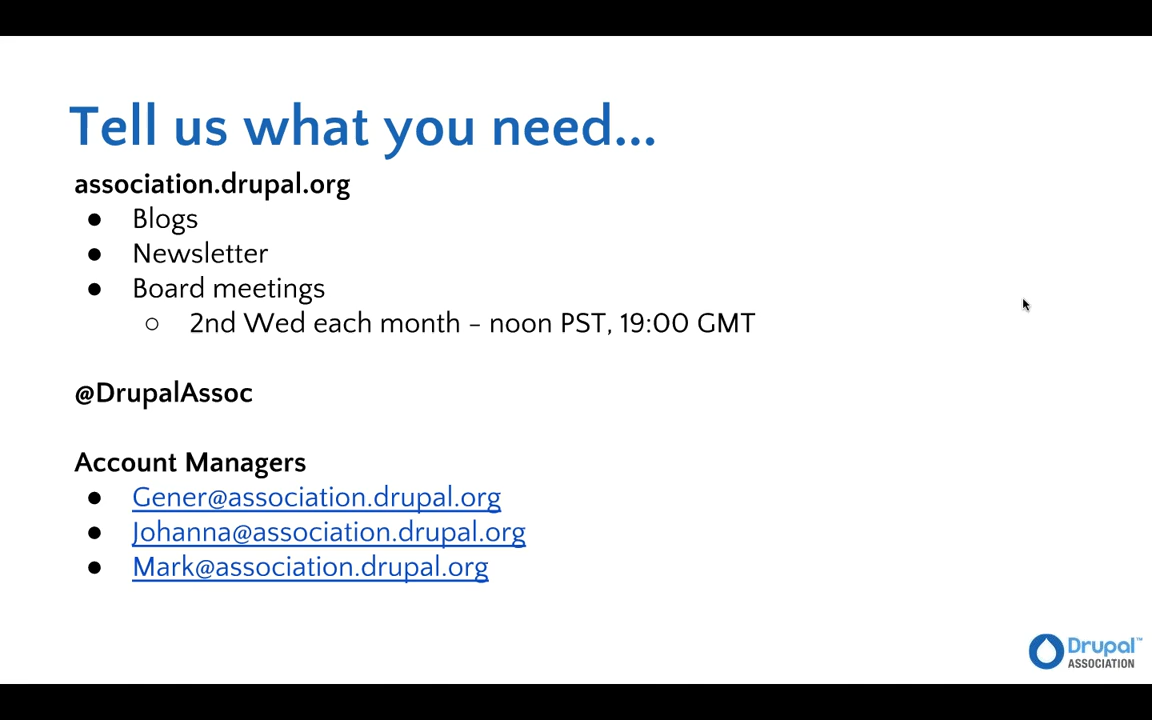 Tell us what you need...
association.drupal.org
● Blogs
● Newsletter
● Board meetings
○ 2nd Wed each month – noon PST, 19:00 GMT
@DrupalAssoc
Account Managers
● Gener@association.drupal.org
● Johanna@association.drupal.org
● Mark@association.drupal.org
Drupal™
ASSOCIATION